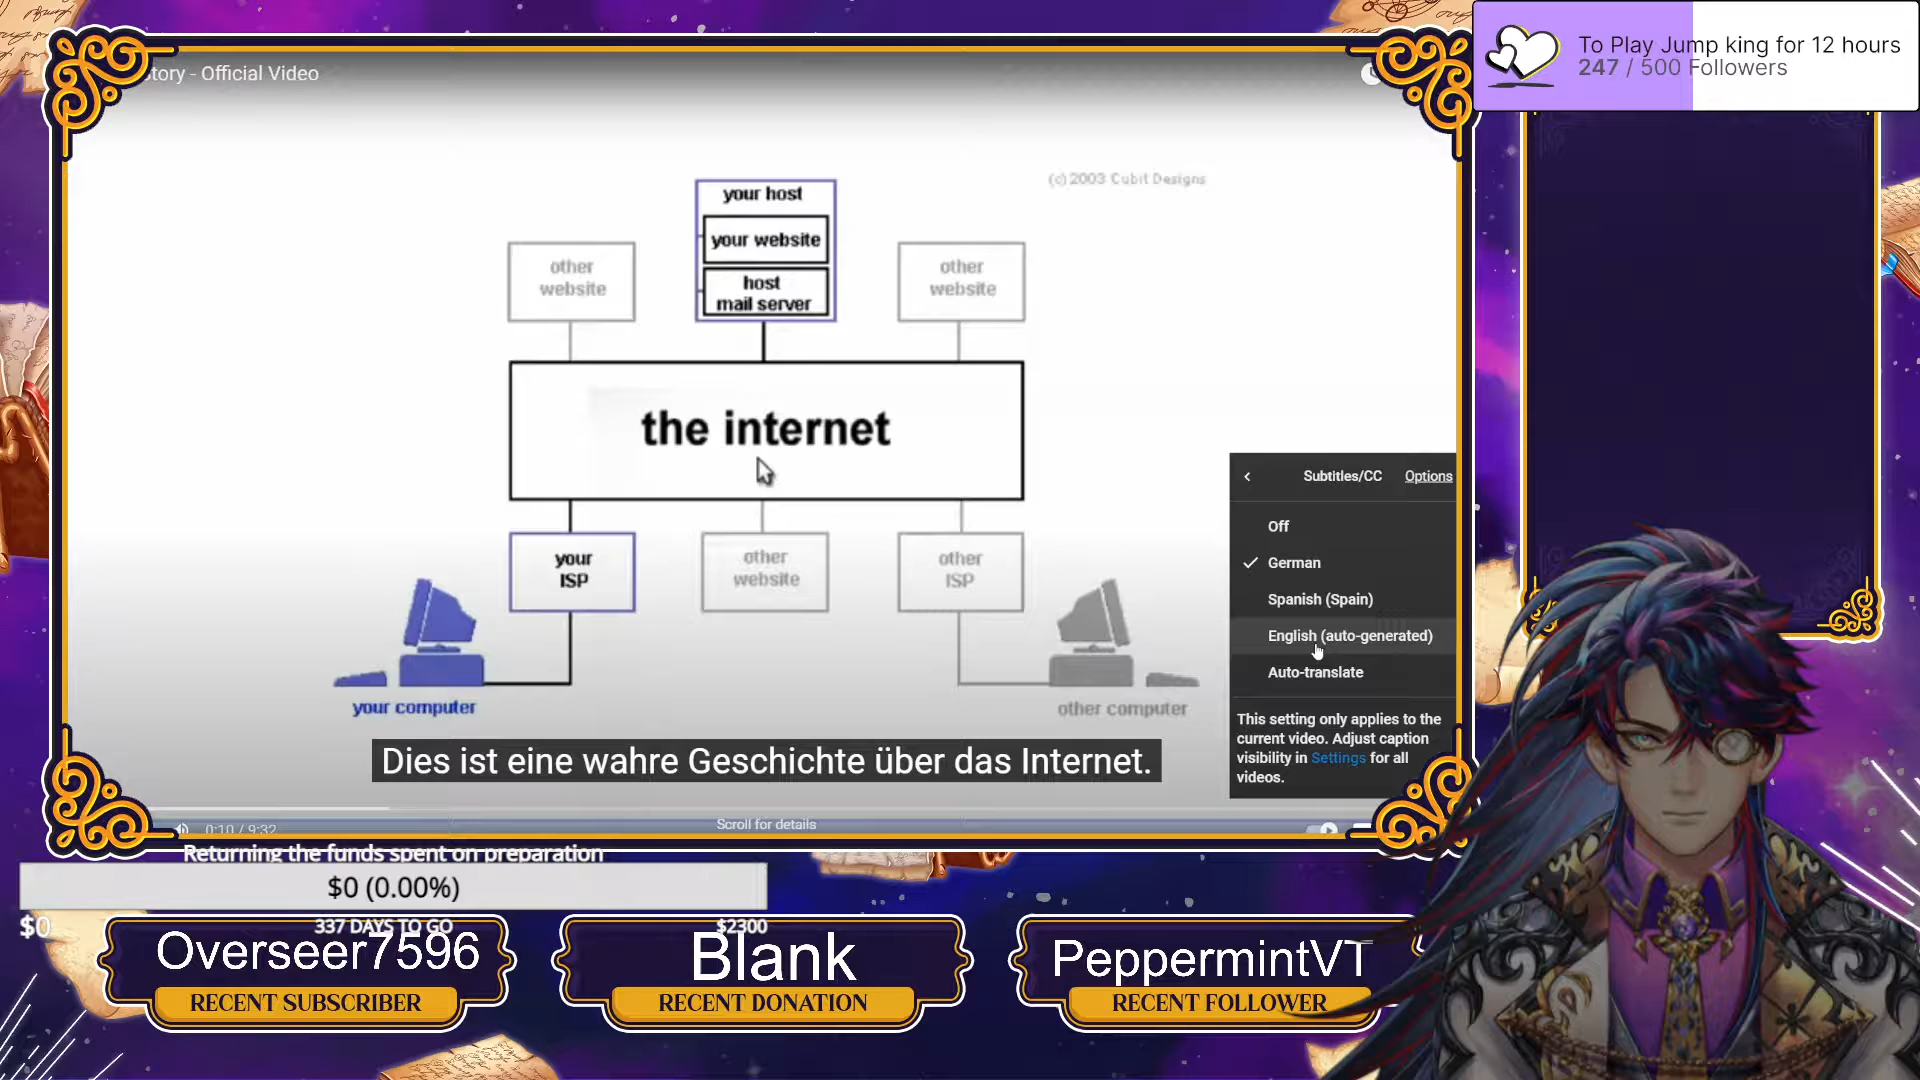 To Play Jump king for 12 hours
247 / 500 Followers
tory - Official Video
(c) 2003 Cubit Designs
your host
your website
host
mail server
other
website
other
website
the internet
your
ISP
other
website
other
ISP
your computer
other computer
Subtitles/CC Options
Off
German
Spanish (Spain)
English (auto-generated)
Auto-translate
This setting only applies to the
current video. Adjust caption
visibility in Settings for all
videos.
Dies ist eine wahre Geschichte über das Internet.
0:10 / 9:32
Scroll for details
Returning the funds spent on preparation
$0 (0.00%)
$0
337 DAYS TO GO
$2300
Overseer7596
RECENT SUBSCRIBER
Blank
RECENT DONATION
PeppermintVT
RECENT FOLLOWER